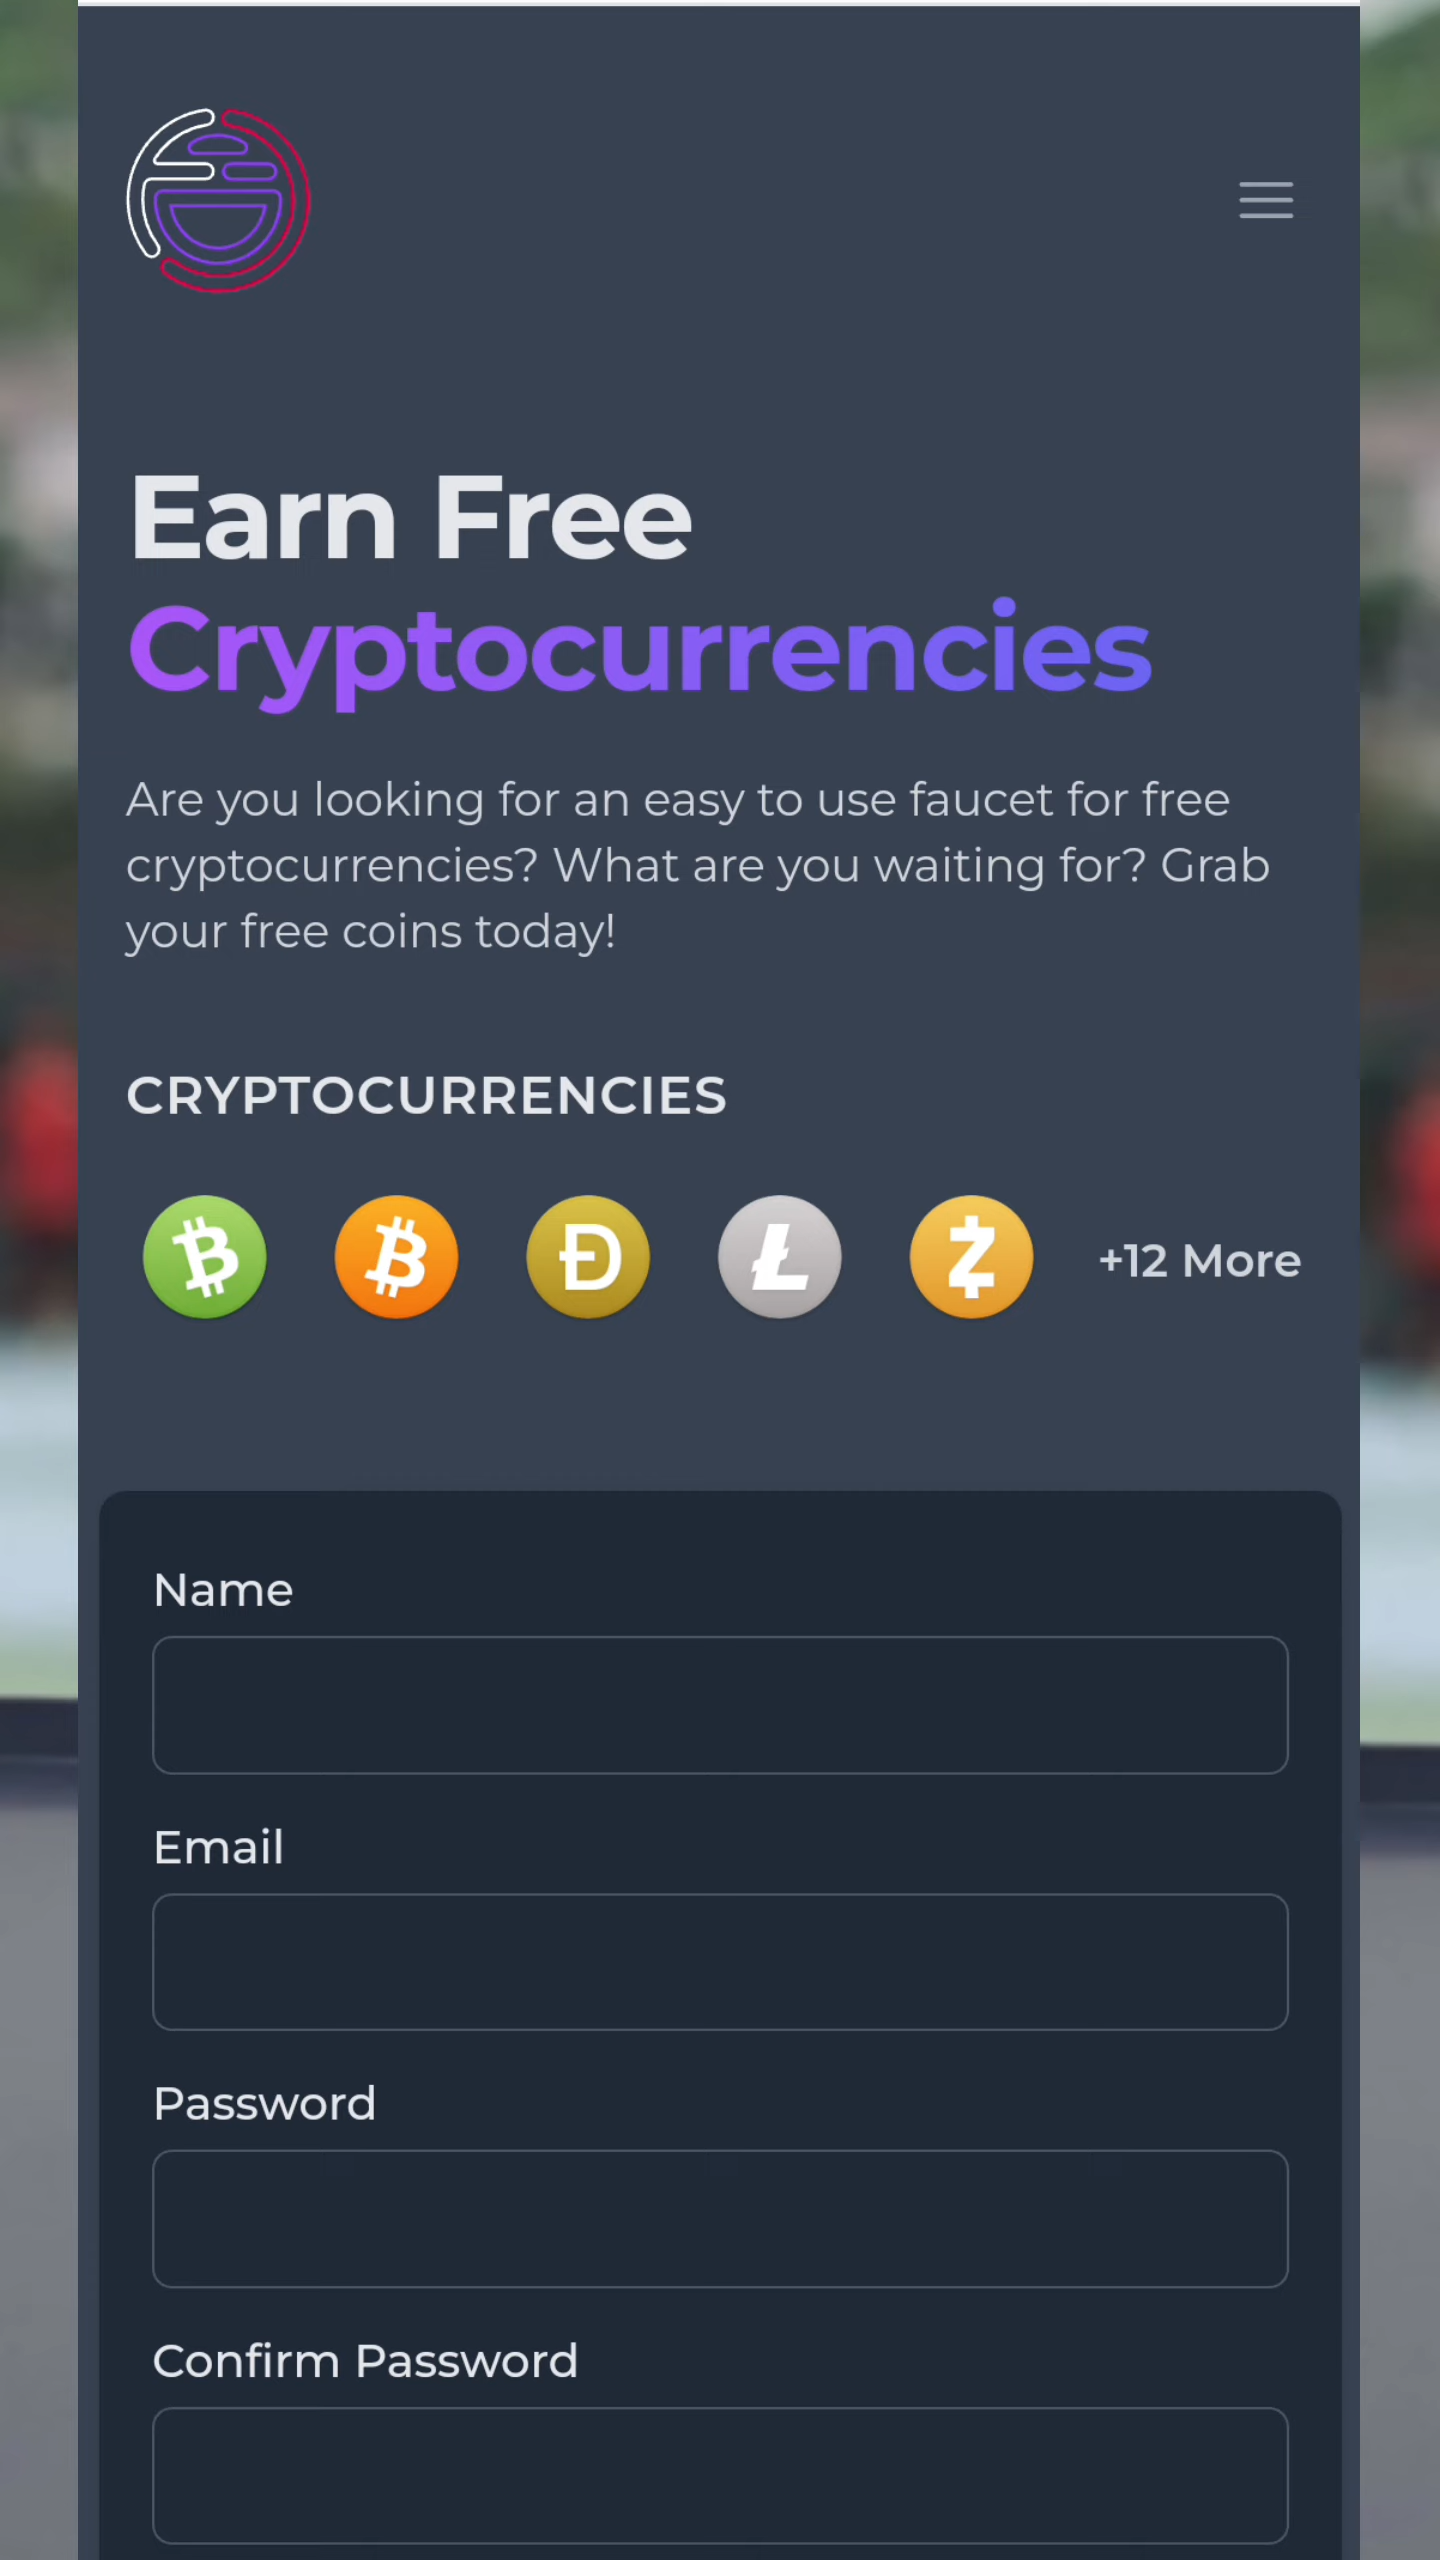 Earn Free
Cryptocurrencies
Are you looking for an easy to use faucet for free
cryptocurrencies? What are you waiting for? Grab
your free coins today!
CRYPTOCURRENCIES
+12 More
Name
Email
Password
Confirm Password